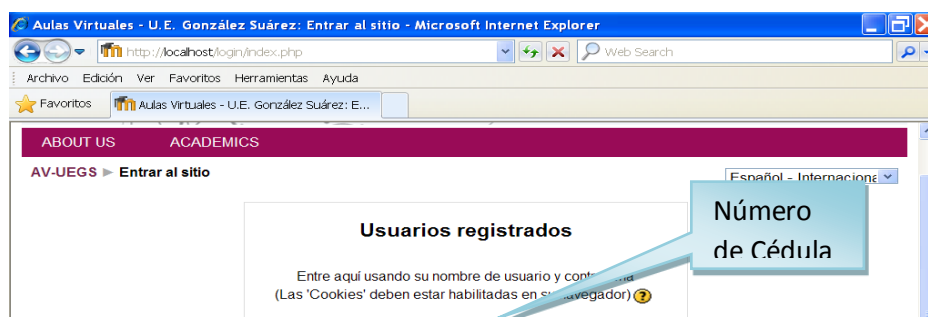 Aulas Virtuales - U.E. González Suárez: Entrar al sitio - Microsoft Internet Explorer
http://localhost/login/index.php
Web Search
Archivo Edición Ver Favoritos Herramientas Ayuda
Favoritos
Aulas Virtuales - U.E. González Suárez: E...
ABOUT US ACADEMICS
AV-UEGS ► Entrar al sitio
Español - Internaciona
Número
de Cédula
Usuarios registrados
Entre aquí usando su nombre de usuario y
(Las 'Cookies' deben estar habilitadas en su navegador)